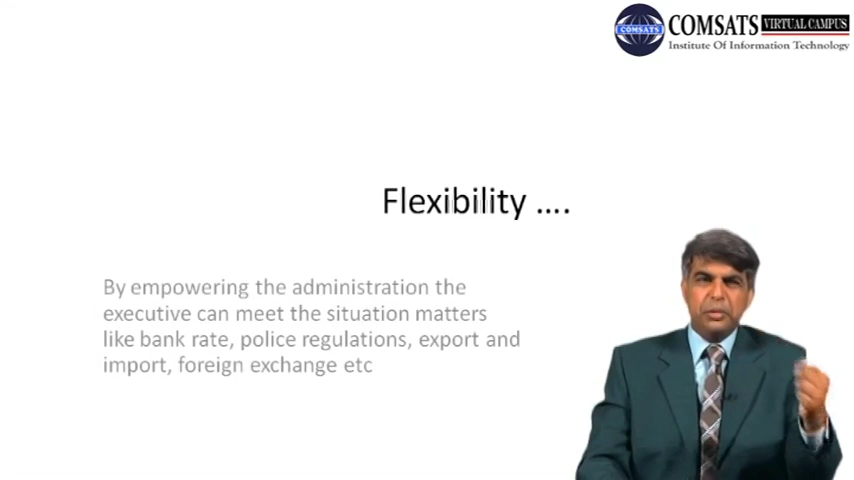 COMSATS
COMSATS VIRTUAL CAMPUS
Institute Of Information Technology
Flexibility ....
By empowering the administration the
executive can meet the situation matters
like bank rate, police regulations, export and
import, foreign exchange etc